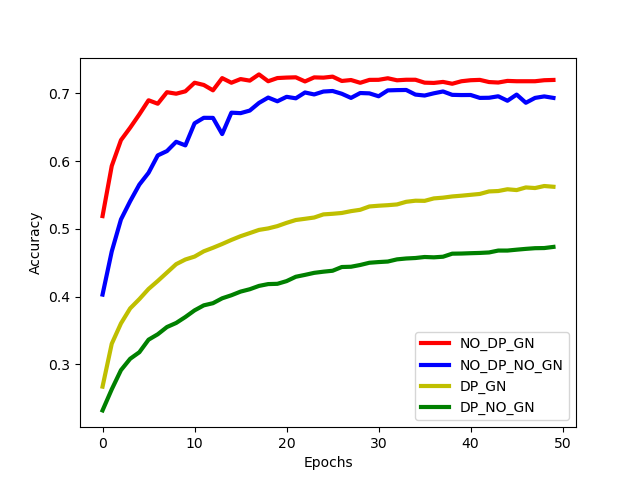 0.7
0.6
0.5
0.4
0.3
Accuracy
0 10 20 30 40 50
Epochs
NO_DP_GN
NO_DP_NO_GN
DP_GN
DP_NO_GN